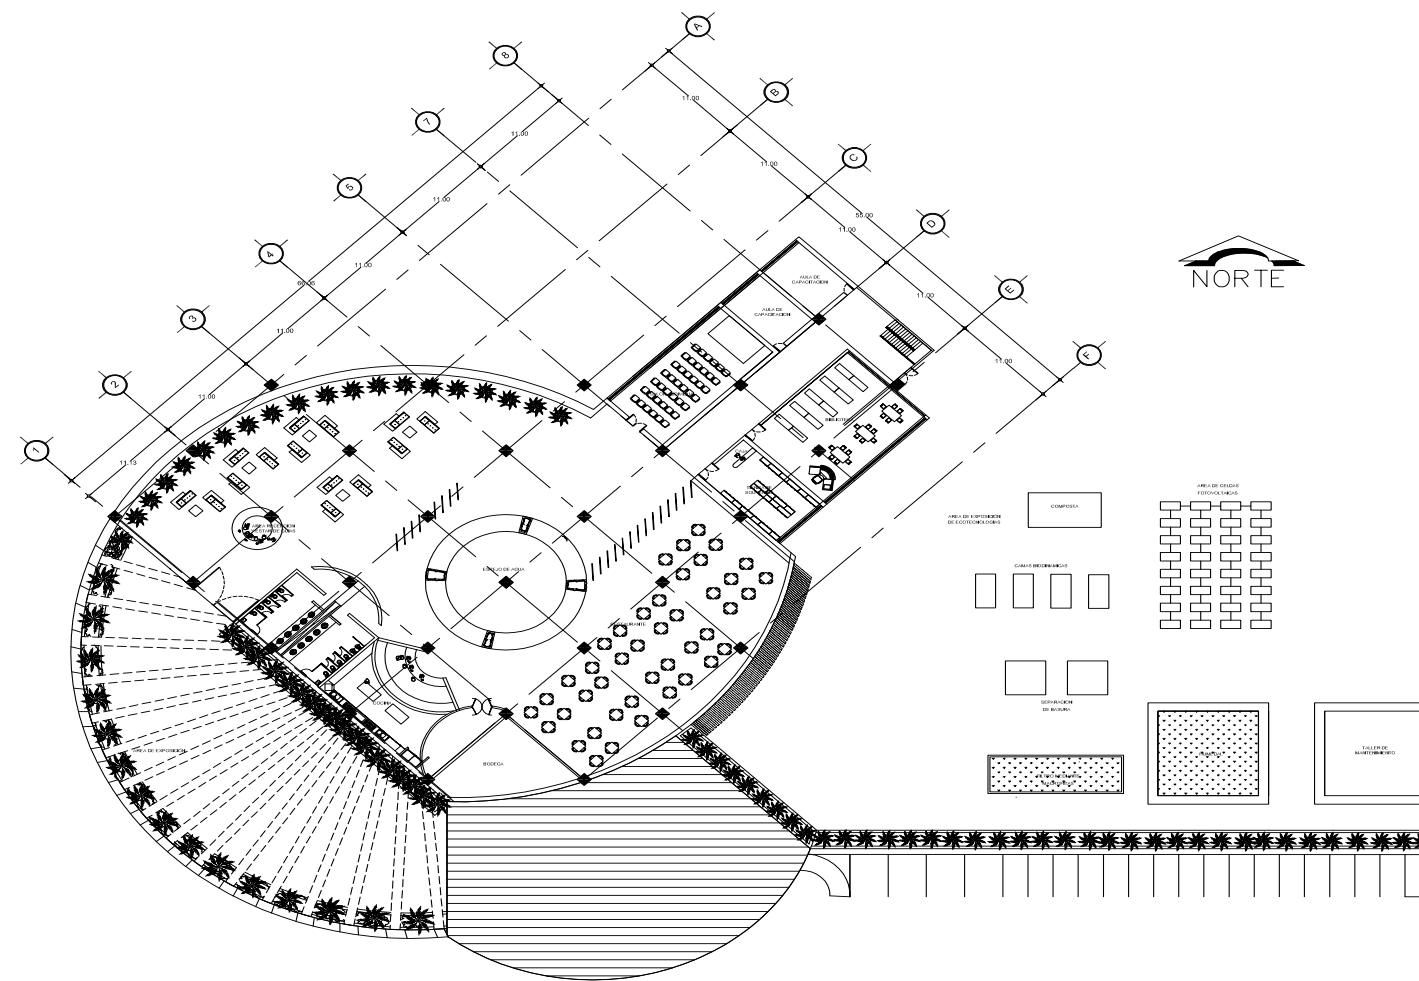 A
8
B
11.00
7
11.00
C
11.00
5
11.00
55.00
D
11.00
4
11.00
AULA DE
CAPACITACION
E
66.06
11.00
3
11.00
AULA DE
CAPACITACION
11.00
F
2
11.00
NORTE
1
11.13
AREA DE CELDAS
FOTOVOLTAICAS
COMPOSTA
AREA DE EXPOSICION
DE ECOTECNOLOGIAS
ESPEJO DE AGUA
CAMAS BIODINAMICAS
RESTAURANTE
COCINA
SEPARACION
DE BASURA
AREA DE EXPOSICIÓN
BODEGA
TALLER DE
MANTENIMIENTO